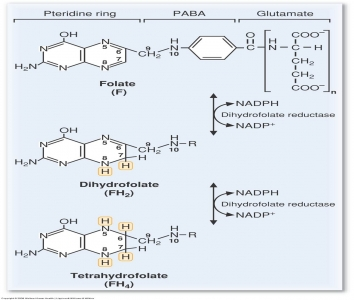 Pteridine ring PABA Glutamate
OH
N 5
6 9 H O H COO⁻
CH₂ N C N C H
10
7 CH₂
H₂N N N 8 CH₂
COO⁻ n
Folate
(F)
NADPH
Dihydrofolate reductase
NADP⁺
OH
N 5
6 9 H
CH₂ N R
10
7 H
H₂N N N 8 H
H
Dihydrofolate
(FH₂)
NADPH
Dihydrofolate reductase
NADP⁺
OH H
N 5 H
6 9 H
CH₂ N R
10
7 H
H₂N N N 8 H
H
Tetrahydrofolate
(FH₄)